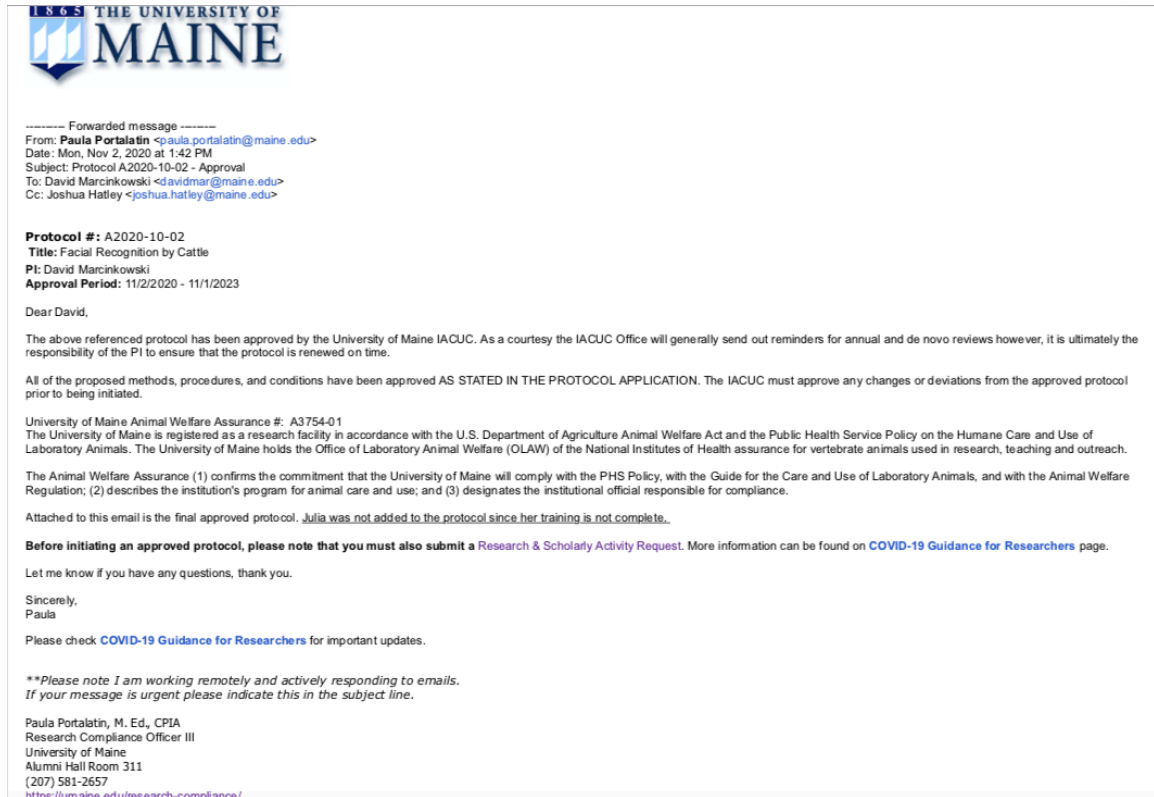 1865 THE UNIVERSITY OF
MAINE
---------- Forwarded message ---------
From: Paula Portalatin <paula.portalatin@maine.edu>
Date: Mon, Nov 2, 2020 at 1:42 PM
Subject: Protocol A2020-10-02 - Approval
To: David Marcinkowski <davidmar@maine.edu>
Cc: Joshua Hatley <joshua.hatley@maine.edu>
Protocol #: A2020-10-02
Title: Facial Recognition by Cattle
PI: David Marcinkowski
Approval Period: 11/2/2020 - 11/1/2023
Dear David,
The above referenced protocol has been approved by the University of Maine IACUC. As a courtesy the IACUC Office will generally send out reminders for annual and de novo reviews however, it is ultimately the
responsibility of the PI to ensure that the protocol is renewed on time.
All of the proposed methods, procedures, and conditions have been approved AS STATED IN THE PROTOCOL APPLICATION. The IACUC must approve any changes or deviations from the approved protocol
prior to being initiated.
University of Maine Animal Welfare Assurance #: A3754-01
The University of Maine is registered as a research facility in accordance with the U.S. Department of Agriculture Animal Welfare Act and the Public Health Service Policy on the Humane Care and Use of
Laboratory Animals. The University of Maine holds the Office of Laboratory Animal Welfare (OLAW) of the National Institutes of Health assurance for vertebrate animals used in research, teaching and outreach.
The Animal Welfare Assurance (1) confirms the commitment that the University of Maine will comply with the PHS Policy, with the Guide for the Care and Use of Laboratory Animals, and with the Animal Welfare
Regulation; (2) describes the institution's program for animal care and use; and (3) designates the institutional official responsible for compliance.
Attached to this email is the final approved protocol. Julia was not added to the protocol since her training is not complete.
Before initiating an approved protocol, please note that you must also submit a Research & Scholarly Activity Request. More information can be found on COVID-19 Guidance for Researchers page.
Let me know if you have any questions, thank you.
Sincerely,
Paula
Please check COVID-19 Guidance for Researchers for important updates.
**Please note I am working remotely and actively responding to emails.
If your message is urgent please indicate this in the subject line.
Paula Portalatin, M. Ed., CPIA
Research Compliance Officer III
University of Maine
Alumni Hall Room 311
(207) 581-2657
https://umaine.edu/research-compliance/